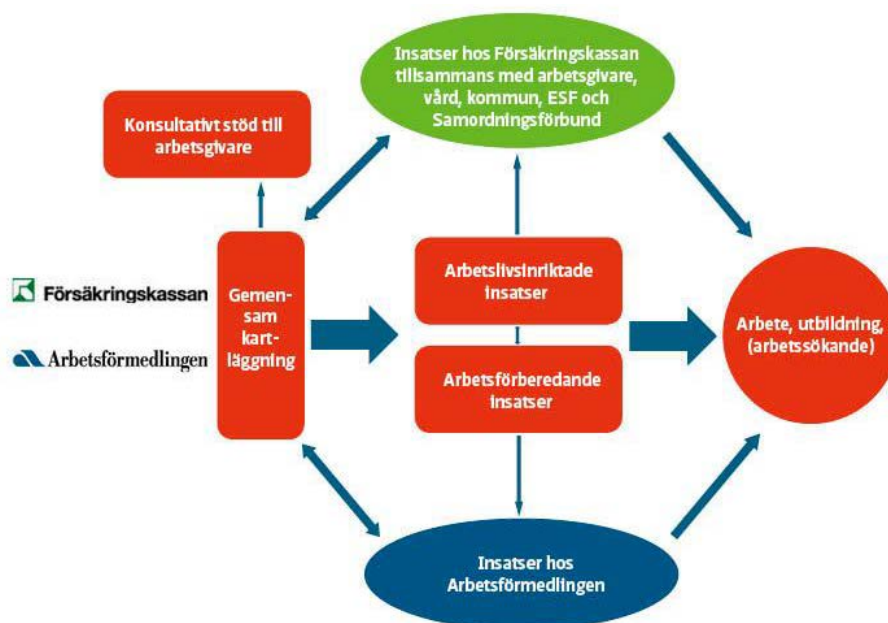 Insatser hos Försäkringskassan
tillsammans med arbetsgivare,
vård, kommun, ESF och
Samordningsförbund
Konsultativt stöd till
arbetsgivare
Försäkringskassan
Arbetsförmedlingen
Gemen-
sam
kart-
läggning
Arbetslivsinriktade
insatser
Arbetsförberedande
insatser
Arbete, utbildning,
(arbetssökande)
Insatser hos
Arbetsförmedlingen